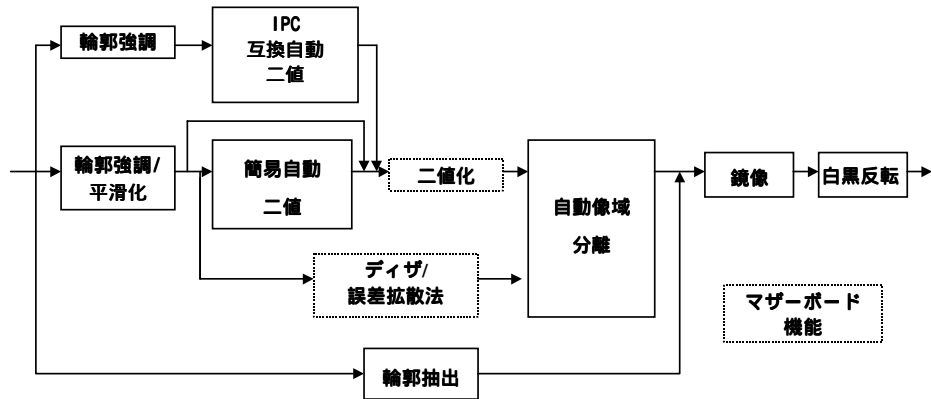 輪郭強調
IPC
互換自動
二値
輪郭強調/
平滑化
簡易自動
二値
二値化
自動像域
分離
鏡像
白黒反転
ディザ/
誤差拡散法
マザーボード
機能
輪郭抽出